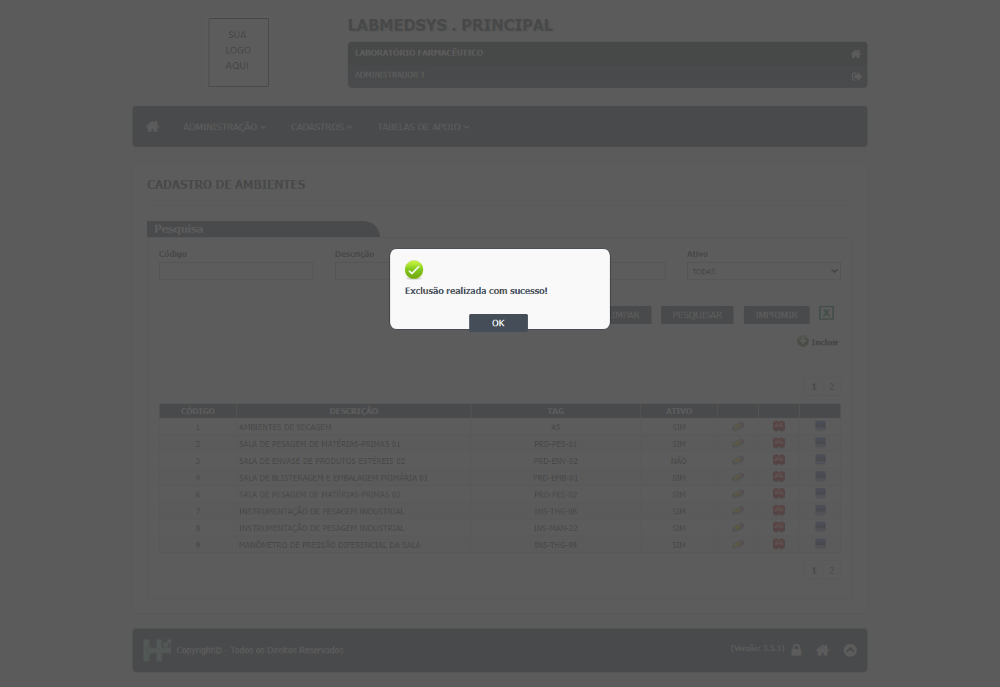 SUA
LOGO
AQUI
LABMEDSYS . PRINCIPAL
LABORATÓRIO FARMACÊUTICO
ADMINISTRADOR T
ADMINISTRAÇÃO
CADASTROS
TABELAS DE APOIO
CADASTRO DE AMBIENTES
Pesquisa
Código
Descrição
Ativo
TODAS
Exclusão realizada com sucesso!
OK
IMPAR
PESQUISAR
IMPRIMIR
X
Incluir
1 2
CÓDIGO DESCRIÇÃO TAG ATIVO
1 AMBIENTES DE SECAGEM AS SIM
2 SALA DE PESAGEM DE MATÉRIAS-PRIMAS 01 PRD-PES-01 SIM
3 SALA DE ENVASE DE PRODUTOS ESTÉREIS 02 PRD-ENV-02 NÃO
4 SALA DE BLISTERAGEM E EMBALAGEM PRIMÁRIA 01 PRD-EMB-01 SIM
6 SALA DE PESAGEM DE MATÉRIAS-PRIMAS 02 PRD-PES-02 SIM
7 INSTRUMENTAÇÃO DE PESAGEM INDUSTRIAL INS-THG-08 SIM
8 INSTRUMENTAÇÃO DE PESAGEM INDUSTRIAL INS-MAN-22 SIM
9 MANÔMETRO DE PRESSÃO DIFERENCIAL DA SALA INS-THG-99 SIM
1 2
Copyright© - Todos os Direitos Reservados
(Versão: 3.5.1)